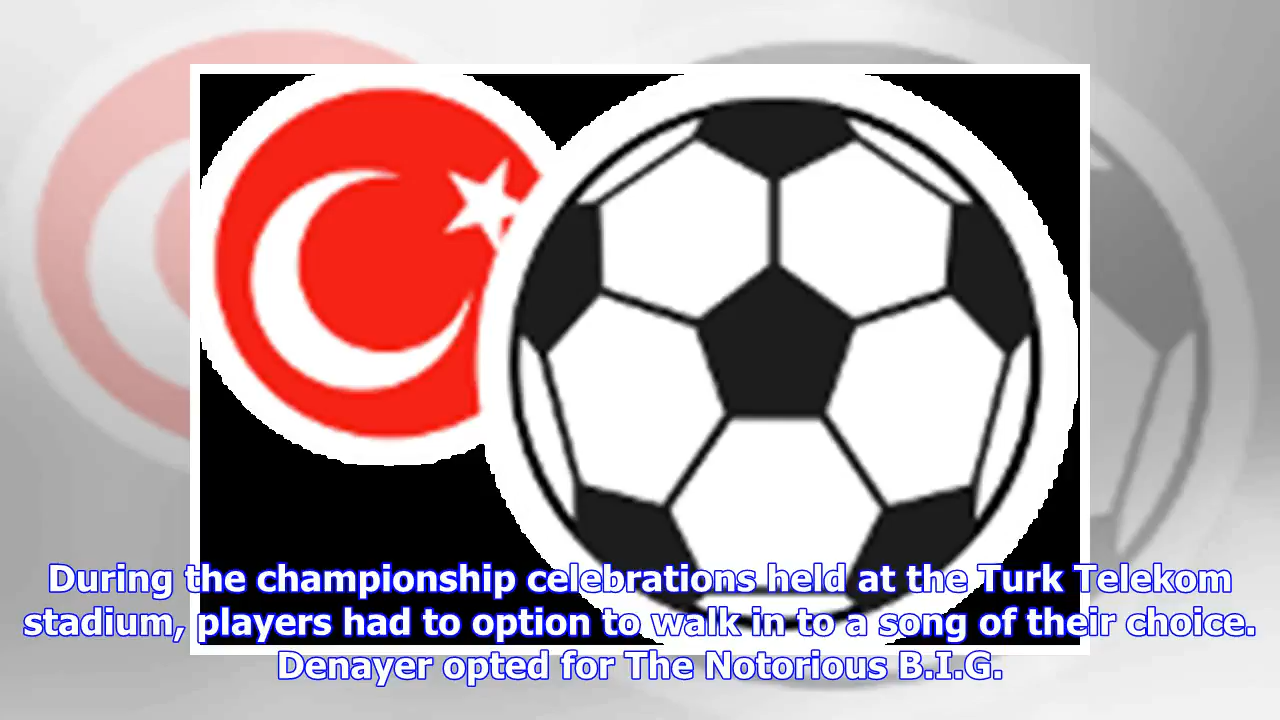 During the championship celebrations held at the Turk Telekom
stadium, players had to option to walk in to a song of their choice.
Denayer opted for The Notorious B.I.G.